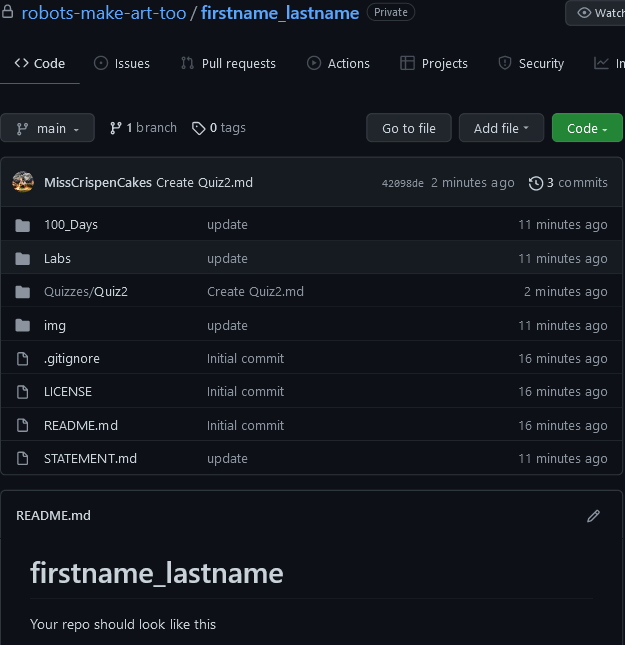 robots-make-art-too / firstname_lastname Private Watch
Code Issues Pull requests Actions Projects Security In
main 1 branch 0 tags Go to file Add file Code
MissCrispenCakes Create Quiz2.md 42098de 2 minutes ago 3 commits
100_Days update 11 minutes ago
Labs update 11 minutes ago
Quizzes/Quiz2 Create Quiz2.md 2 minutes ago
img update 11 minutes ago
.gitignore Initial commit 16 minutes ago
LICENSE Initial commit 16 minutes ago
README.md Initial commit 16 minutes ago
STATEMENT.md update 11 minutes ago
README.md
firstname_lastname
Your repo should look like this